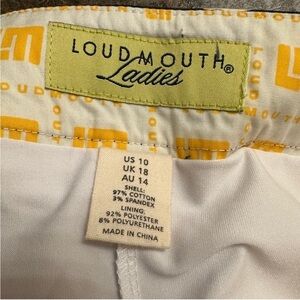 LOUDMOUTH®
Ladies
LOUDMOUTH
US 10
UK 18
AU 14
SHELL:
97% COTTON
3% SPANDEX
LINING:
92% POLYESTER
8% POLYURETHANE
MADE IN CHINA